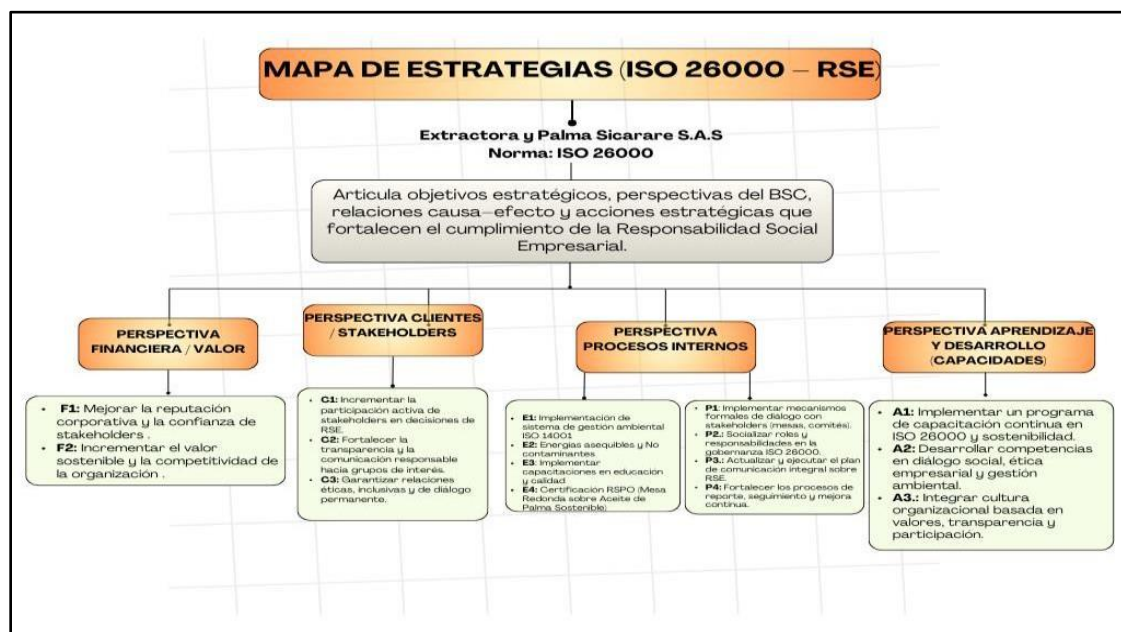 MAPA DE ESTRATEGIAS (ISO 26000 – RSE)
Extractora y Palma Sicarare S.A.S
Norma: ISO 26000
Articula objetivos estratégicos, perspectivas del BSC,
relaciones causa–efecto y acciones estratégicas que
fortalecen el cumplimiento de la Responsabilidad Social
Empresarial.
PERSPECTIVA
FINANCIERA / VALOR
• F1: Mejorar la reputación
corporativa y la confianza de
stakeholders .
• F2: Incrementar el valor
sostenible y la competitividad de
la organización .
PERSPECTIVA CLIENTES
/ STAKEHOLDERS
• C1: Incrementar la
participación activa de
stakeholders en decisiones de
RSE.
• C2: Fortalecer la
transparencia y la
comunicación responsable
hacia grupos de interés.
• C3: Garantizar relaciones
éticas, inclusivas y de diálogo
permanente.
PERSPECTIVA
PROCESOS INTERNOS
• E1: Implementación de
sistema de gestión ambiental
ISO 14001
• E2: Energías asequibles y No
contaminantes
• E3: Implementar
capacitaciones en educación
y calidad
• E4: Certificación RSPO (Mesa
Redonda sobre Aceite de
Palma Sostenible)
• P1: Implementar mecanismos
formales de diálogo con
stakeholders (mesas, comités).
• P2.: Socializar roles y
responsabilidades en la
gobernanza ISO 26000.
• P3.: Actualizar y ejecutar el plan
de comunicación integral sobre
RSE.
• P4: Fortalecer los procesos de
reporte, seguimiento y mejora
continua.
PERSPECTIVA APRENDIZAJE
Y DESARROLLO
(CAPACIDADES)
• A1: Implementar un programa
de capacitación continua en
ISO 26000 y sostenibilidad.
• A2: Desarrollar competencias
en diálogo social, ética
empresarial y gestión
ambiental.
• A3.: Integrar cultura
organizacional basada en
valores, transparencia y
participación.